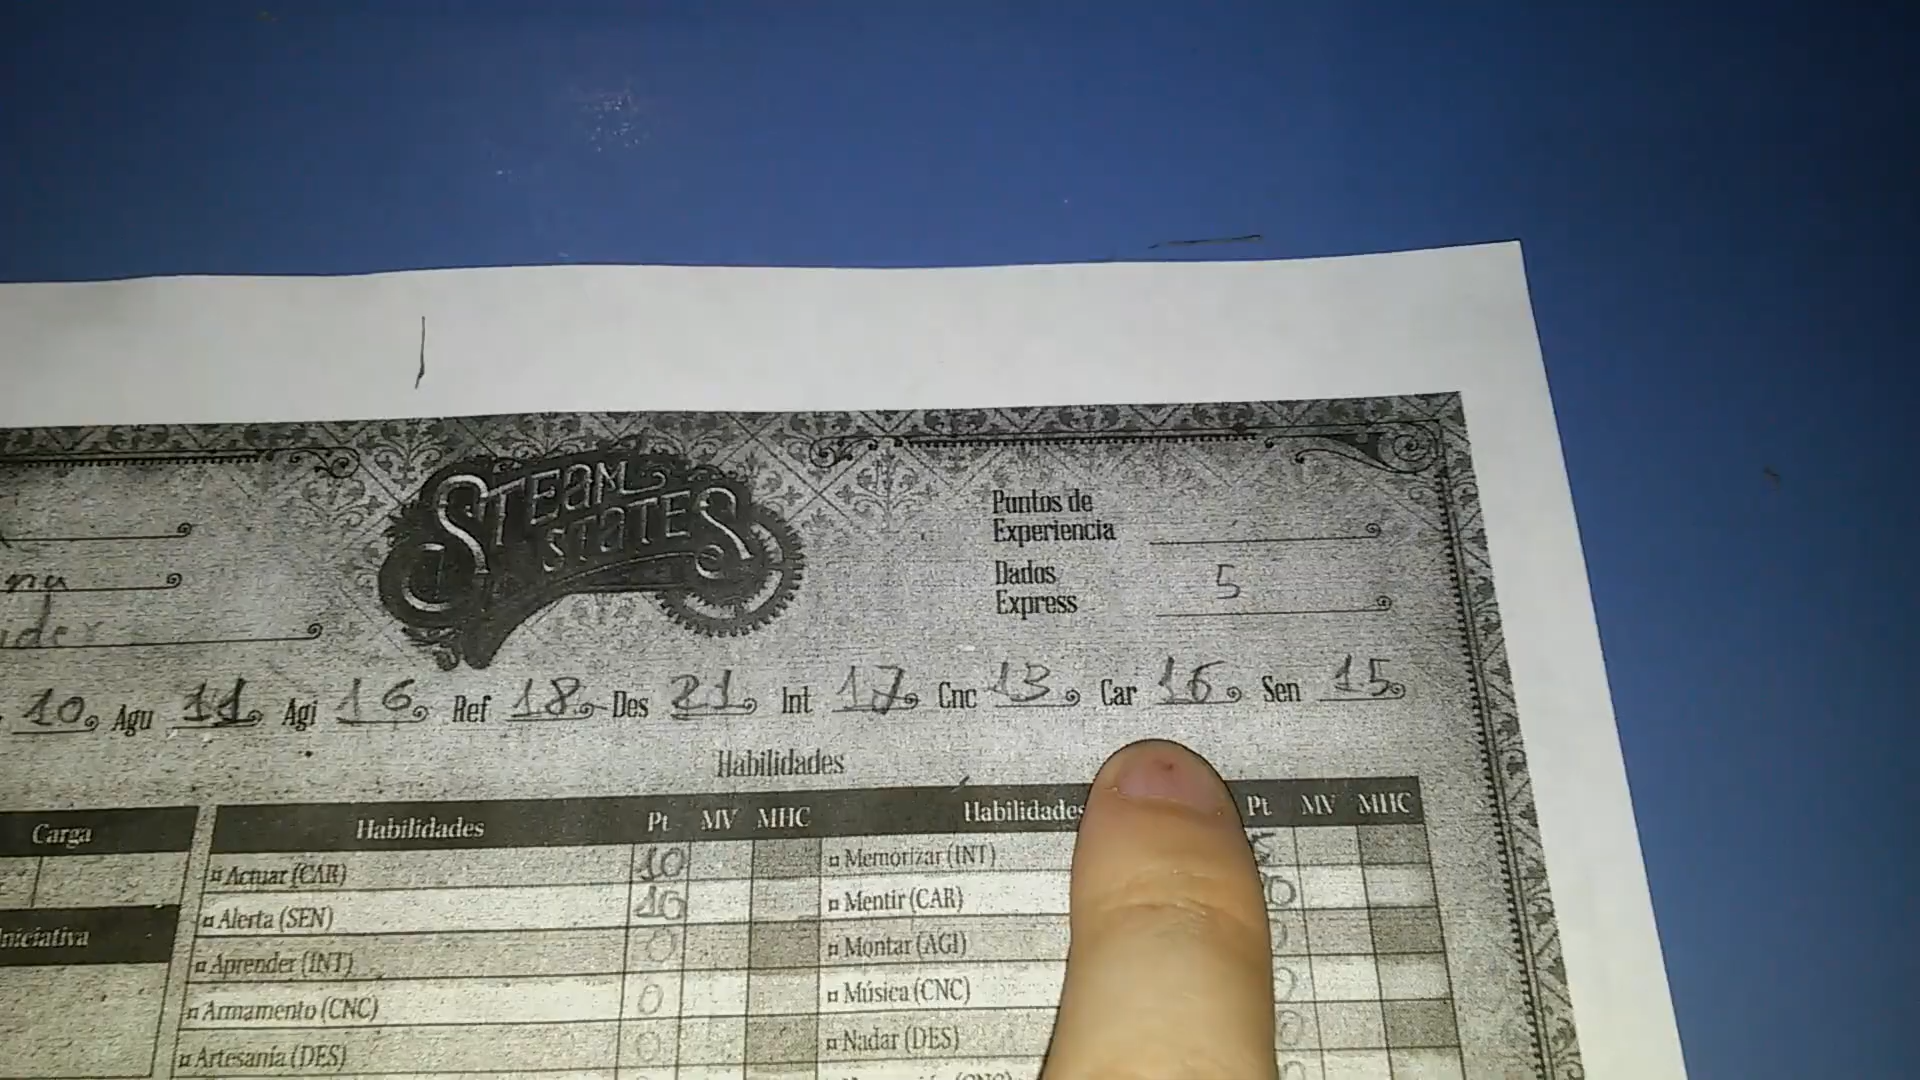 STEAM STATES
Puntos de
Experiencia
Dados
Express 5
10 Agu 11 Agi 16 Ref 18 Des 21 Int 17 Cnc 13 Car 16 Sen 15
Habilidades
Carga
Habilidades Pt MV MHC Habilidades Pt MV MHC
¤ Actuar (CAR) 10 ¤ Memorizar (INT)
¤ Alerta (SEN) 10 ¤ Mentir (CAR)
¤ Aprender (INT) 0 ¤ Montar (AGI)
¤ Armamento (CNC) 0 ¤ Música (CNC)
¤ Artesanía (DES) 0 ¤ Nadar (DES)